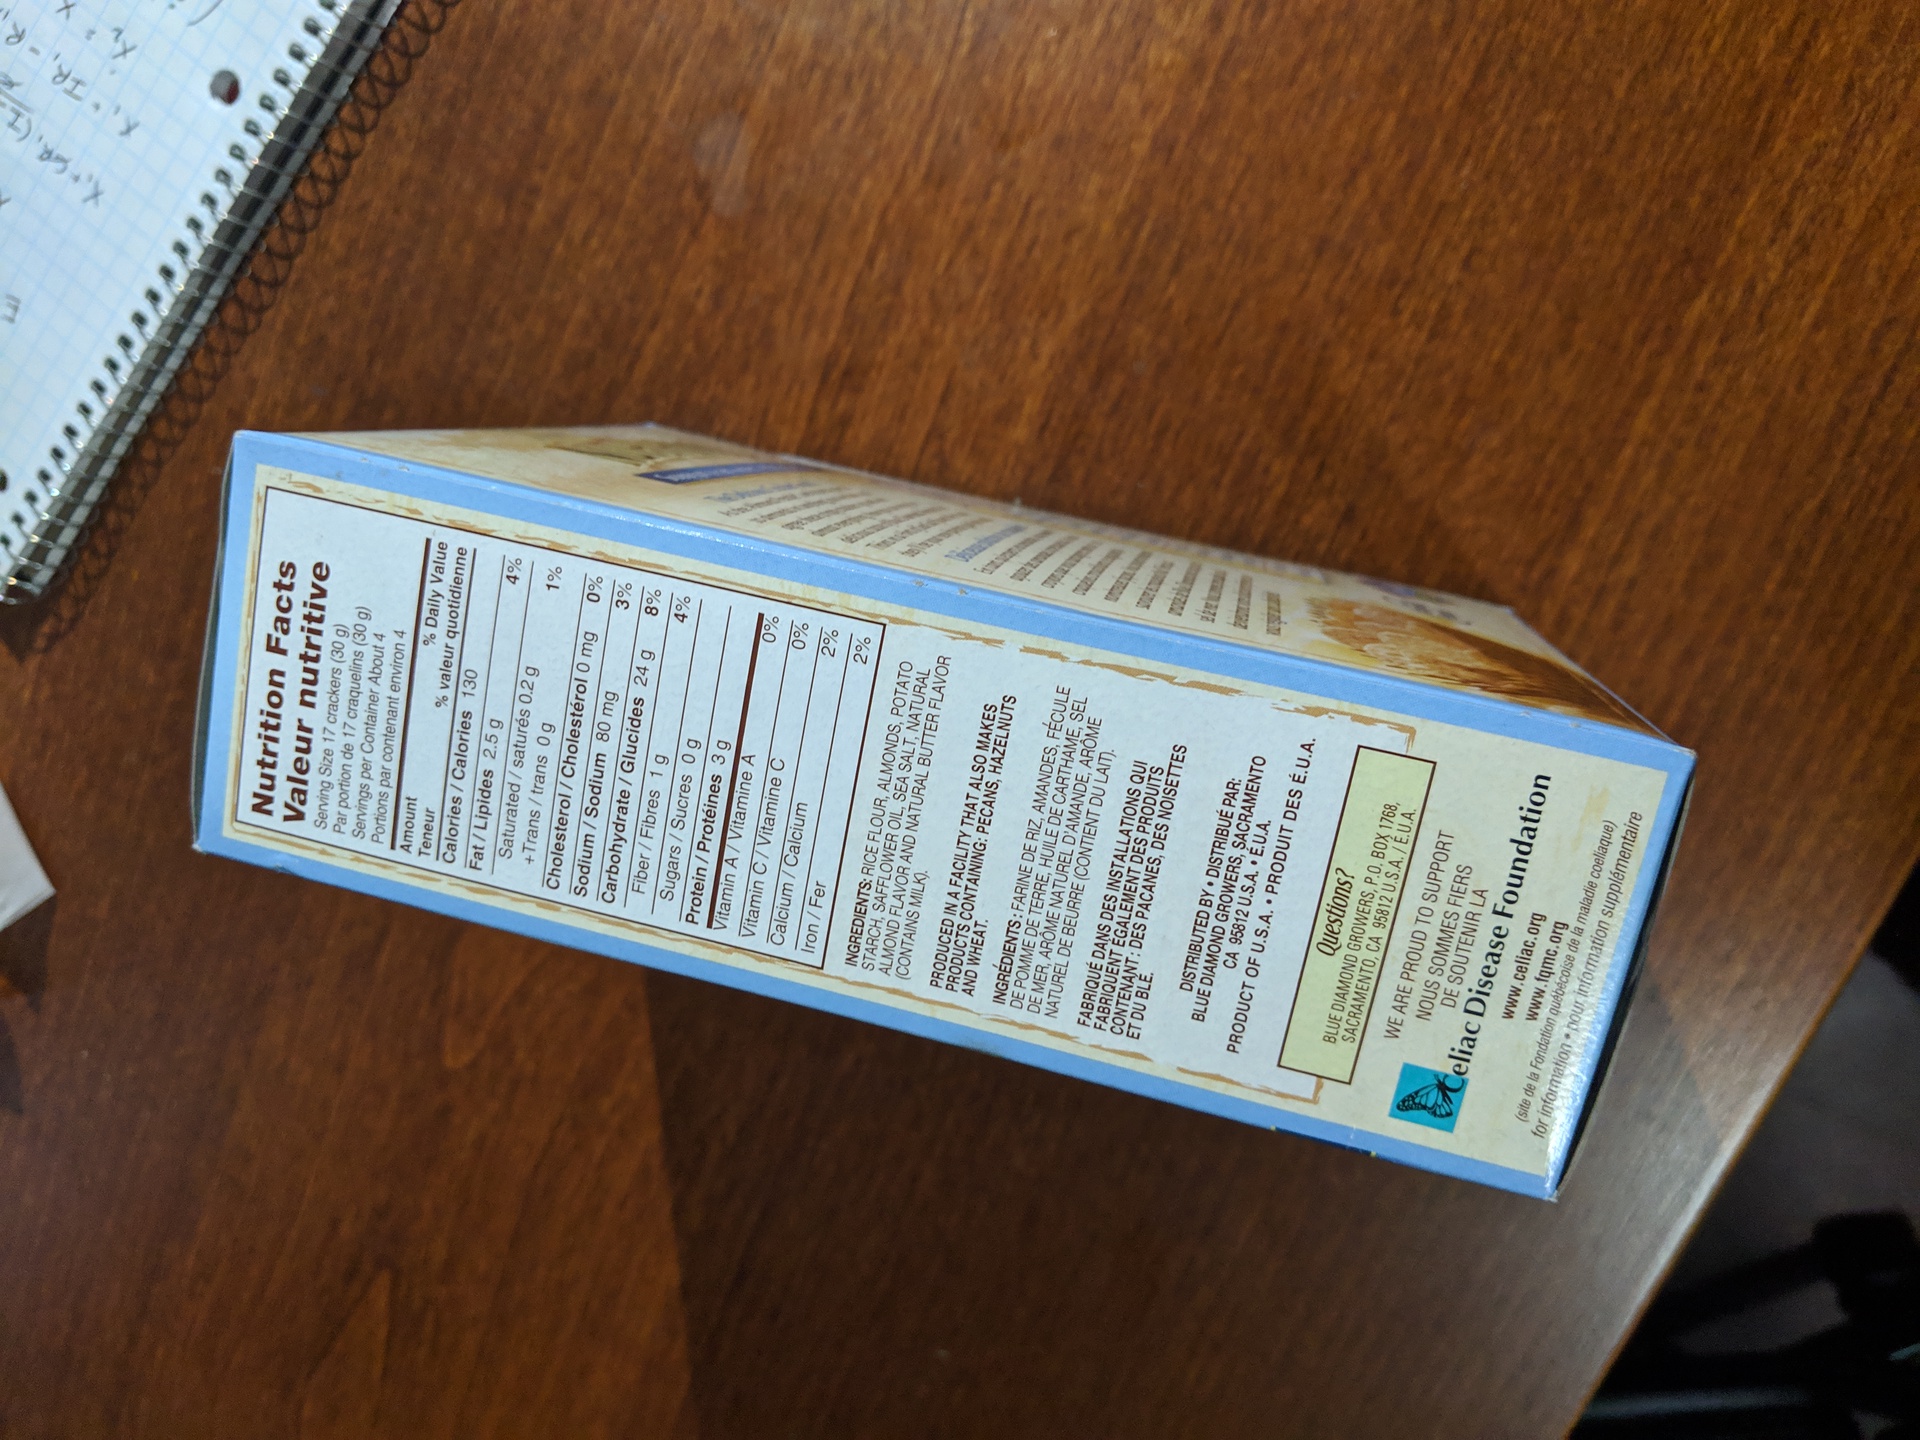 Nutrition Facts
Valeur nutritive
Serving Size 17 crackers (30 g)
Par portion de 17 craquelins (30 g)
Servings per Container About 4
Portions par contenant environ 4
Amount % Daily Value
Teneur % valeur quotidienne
Calories / Calories 130
Fat / Lipides 2.5 g 4%
Saturated / saturés 0.2 g
+Trans / trans 0 g 1%
Cholesterol / Cholestérol 0 mg 0%
Sodium / Sodium 80 mg 3%
Carbohydrate / Glucides 24 g 8%
Fiber / Fibres 1 g 4%
Sugars / Sucres 0 g
Protein / Protéines 3 g
Vitamin A / Vitamine A 0%
Vitamin C / Vitamine C 0%
Calcium / Calcium 2%
Iron / Fer 2%
INGREDIENTS: RICE FLOUR, ALMONDS, POTATO
STARCH, SAFFLOWER OIL, SEA SALT, NATURAL
ALMOND FLAVOR AND NATURAL BUTTER FLAVOR
(CONTAINS MILK).
PRODUCED IN A FACILITY THAT ALSO MAKES
PRODUCTS CONTAINING: PECANS, HAZELNUTS
AND WHEAT.
INGRÉDIENTS : FARINE DE RIZ, AMANDES, FÉCULE
DE POMME DE TERRE, HUILE DE CARTHAME, SEL
DE MER, ARÔME NATUREL D'AMANDE, ARÔME
NATUREL DE BEURRE (CONTIENT DU LAIT).
FABRIQUÉ DANS DES INSTALLATIONS QUI
FABRIQUENT ÉGALEMENT DES PRODUITS
CONTENANT : DES PACANES, DES NOISETTES
ET DU BLÉ.
DISTRIBUTED BY • DISTRIBUÉ PAR:
BLUE DIAMOND GROWERS, SACRAMENTO
CA 95812 U.S.A. • É.U.A.
PRODUCT OF U.S.A. • PRODUIT DES É.U.A.
Questions?
BLUE DIAMOND GROWERS, P.O. BOX 1768,
SACRAMENTO, CA 95812 U.S.A. / É.U.A.
WE ARE PROUD TO SUPPORT
NOUS SOMMES FIERS
DE SOUTENIR LA
Celiac Disease Foundation
www.celiac.org
www.fqmc.org
(site de la Fondation québécoise de la maladie coeliaque)
for information • pour information supplémentaire